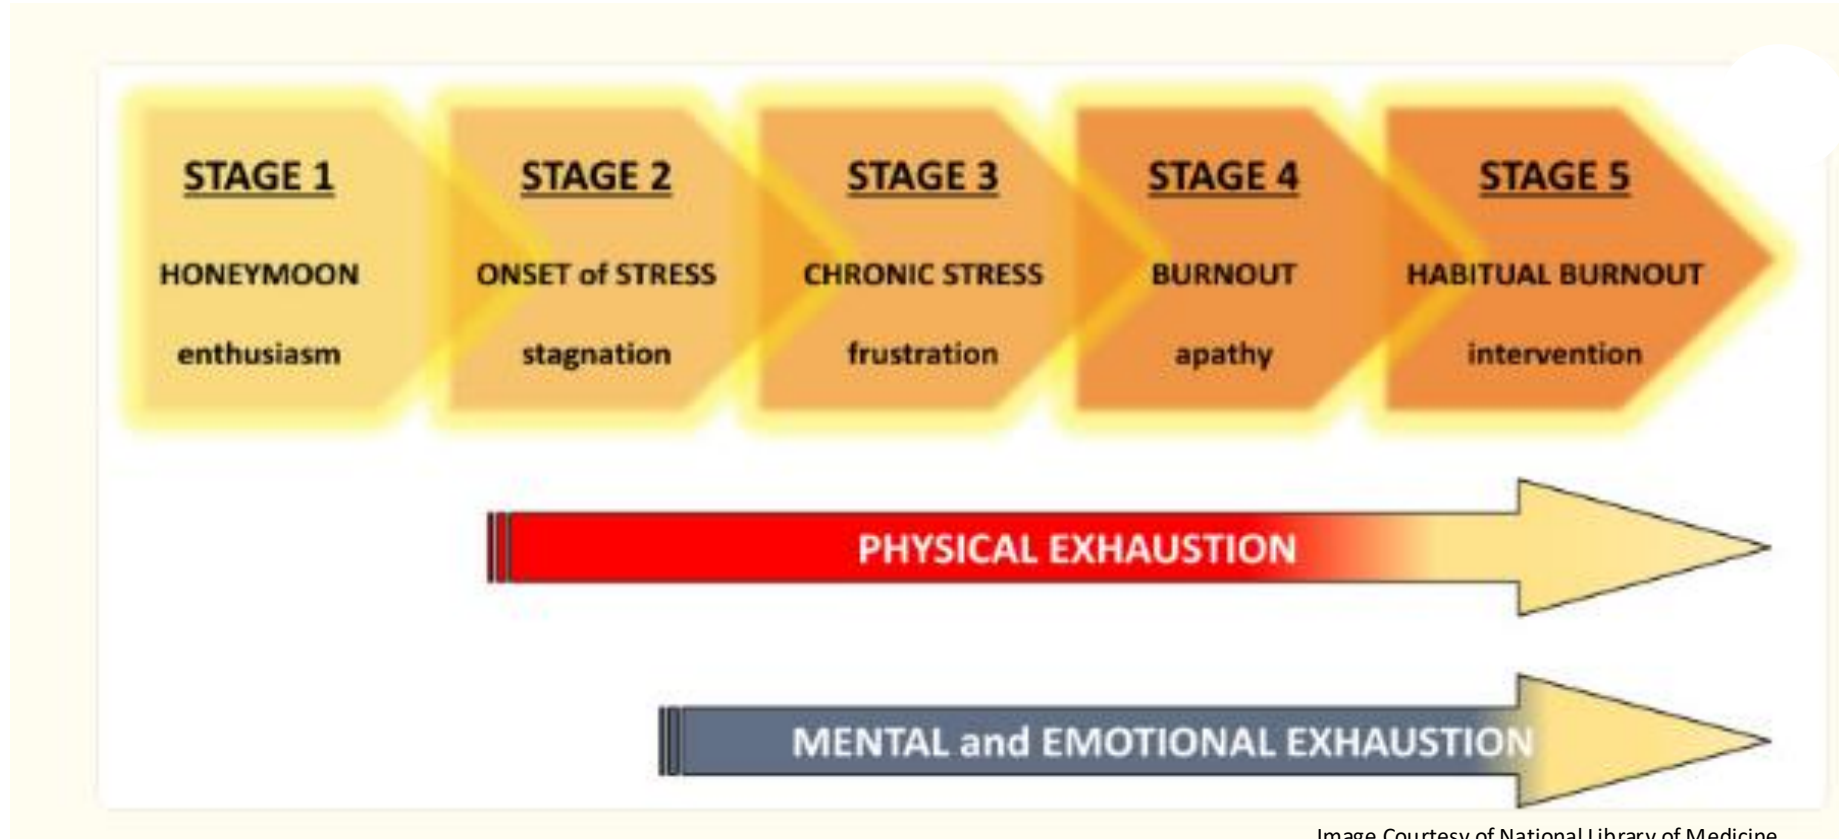 STAGE 1
HONEYMOON
enthusiasm
STAGE 2
ONSET of STRESS
stagnation
STAGE 3
CHRONIC STRESS
frustration
STAGE 4
BURNOUT
apathy
STAGE 5
HABITUAL BURNOUT
intervention
PHYSICAL EXHAUSTION
MENTAL and EMOTIONAL EXHAUSTION
Image Courtesy of National Library of Medicine